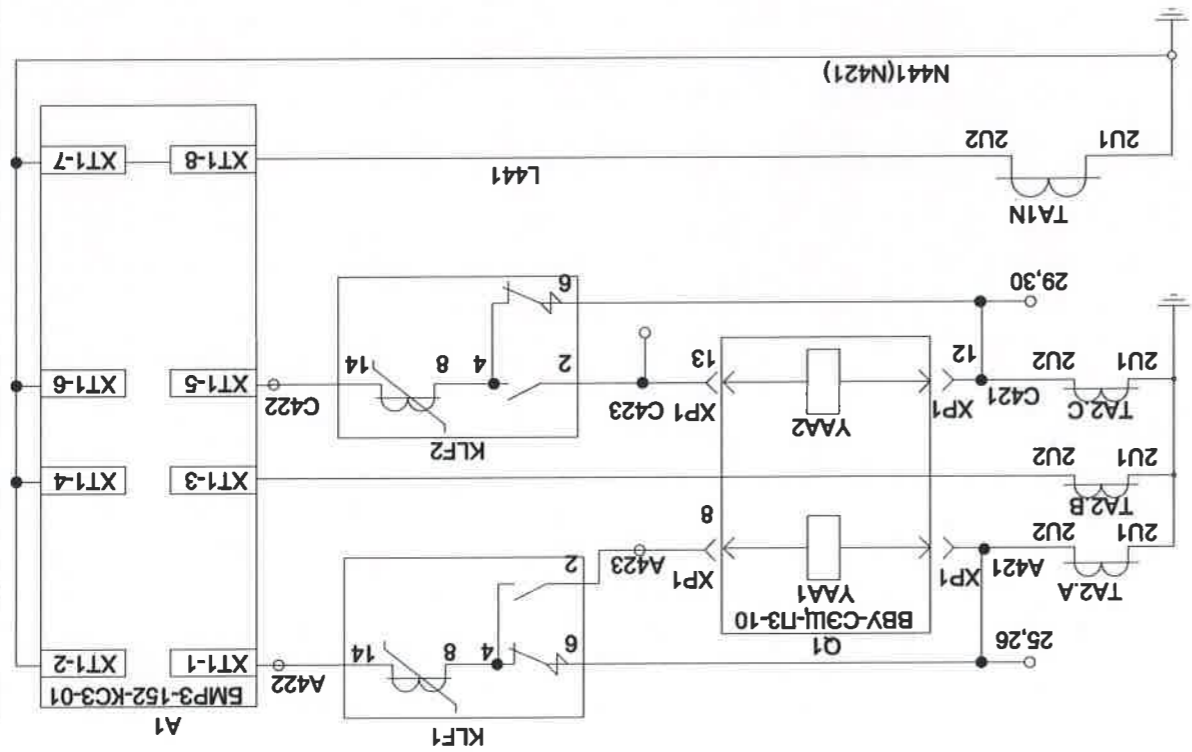 KLF1
A1
БМРЗ-152-КСЗ-01
25,26
Q1
ВВУ-СЭЩ-П3-10
6
4
8
14
A422
XT1-1
XT1-2
TA2.A
2U1
2U2
A421
XP1
YAA1
XP1
8
A423
2
TA2.B
2U1
2U2
XT1-3
XT1-4
KLF2
TA2.C
2U1
2U2
C421
12
XP1
YAA2
XP1
13
C423
2
4
8
14
C422
XT1-5
XT1-6
29,30
6
TA1N
2U1
2U2
L441
XT1-8
XT1-7
N441(N421)